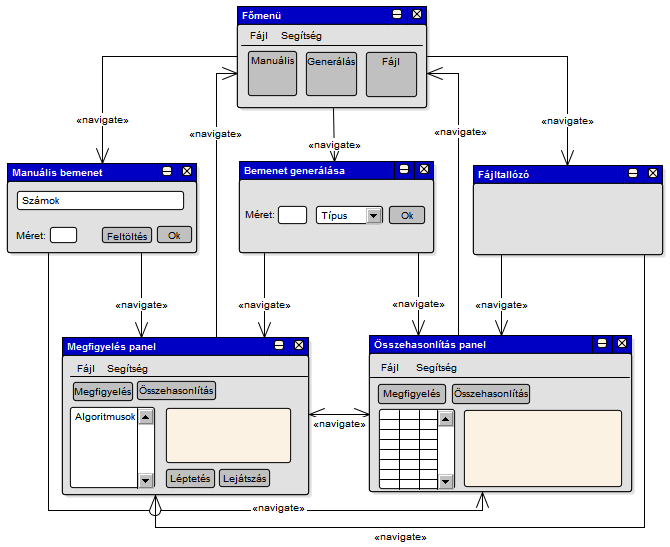 Főmenü
Fájl Segítség
Manuális Generálás Fájl
«navigate» «navigate» «navigate» «navigate» «navigate»
Manuális bemenet
Számok
Méret: Feltöltés Ok
Bemenet generálása
Méret: Típus Ok
Fájltallózó
«navigate» «navigate» «navigate» «navigate»
Megfigyelés panel
Fájl Segítség
Megfigyelés Összehasonlítás
Algoritmusok
Léptetés Lejátszás
«navigate»
Összehasonlítás panel
Fájl Segítség
Megfigyelés Összehasonlítás
«navigate»
«navigate»